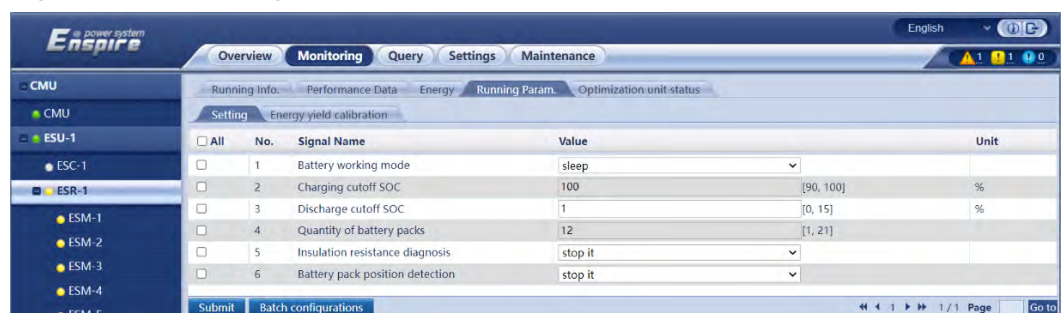 e power system
Enspire
English
Overview Monitoring Query Settings Maintenance
1 1 0
CMU
CMU
ESU-1
ESC-1
ESR-1
ESM-1
ESM-2
ESM-3
ESM-4
Running Info. Performance Data Energy Running Param. Optimization unit status
Setting Energy yield calibration
All No. Signal Name Value Unit
1 Battery working mode sleep
2 Charging cutoff SOC 100 [90, 100] %
3 Discharge cutoff SOC 1 [0, 15] %
4 Quantity of battery packs 12 [1, 21]
5 Insulation resistance diagnosis stop it
6 Battery pack position detection stop it
Submit Batch configurations 1 1/1 Page Go to